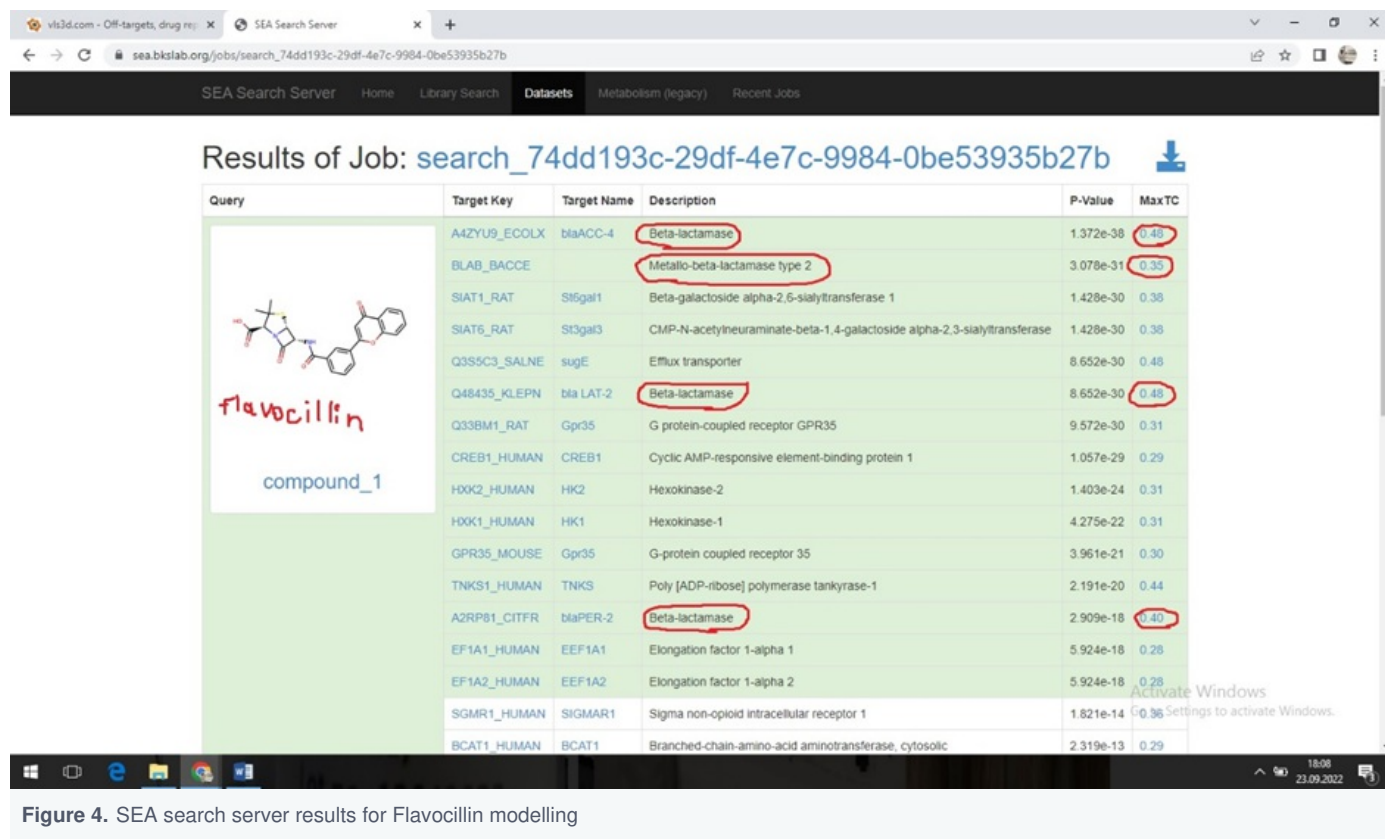 vls3d.com - Off-targets, drug rep
SEA Search Server
sea.bkslab.org/jobs/search_74dd193c-29df-4e7c-9984-0be53935b27b
SEA Search Server Home Library Search Datasets Metabolism (legacy) Recent Jobs
Results of Job: search_74dd193c-29df-4e7c-9984-0be53935b27b
Query Target Key Target Name Description P-Value MaxTC
A4ZYU9_ECOLX blaACC-4 Beta-lactamase 1.372e-38 0.48
BLAB_BACCE Metallo-beta-lactamase type 2 3.078e-31 0.35
SIAT1_RAT St6gal1 Beta-galactoside alpha-2,6-sialyltransferase 1 1.428e-30 0.38
SIAT6_RAT St3gal3 CMP-N-acetylneuraminate-beta-1,4-galactoside alpha-2,3-sialyltransferase 1.428e-30 0.38
Q3S5C3_SALNE sugE Efflux transporter 8.652e-30 0.48
Q48435_KLEPN bla LAT-2 Beta-lactamase 8.652e-30 0.48
Q33BM1_RAT Gpr35 G protein-coupled receptor GPR35 9.572e-30 0.31
CREB1_HUMAN CREB1 Cyclic AMP-responsive element-binding protein 1 1.057e-29 0.29
HXK2_HUMAN HK2 Hexokinase-2 1.403e-24 0.31
HXK1_HUMAN HK1 Hexokinase-1 4.275e-22 0.31
GPR35_MOUSE Gpr35 G-protein coupled receptor 35 3.961e-21 0.30
TNKS1_HUMAN TNKS Poly [ADP-ribose] polymerase tankyrase-1 2.191e-20 0.44
A2RP81_CITFR blaPER-2 Beta-lactamase 2.909e-18 0.40
EF1A1_HUMAN EEF1A1 Elongation factor 1-alpha 1 5.924e-18 0.28
EF1A2_HUMAN EEF1A2 Elongation factor 1-alpha 2 5.924e-18 0.28
SGMR1_HUMAN SIGMAR1 Sigma non-opioid intracellular receptor 1 1.821e-14 0.36
BCAT1_HUMAN BCAT1 Branched-chain-amino-acid aminotransferase, cytosolic 2.319e-13 0.29
HO
O
N
S
H
NH
O
O
O
Flavocillin
compound_1
Activate Windows
Settings to activate Windows.
18:08
23.09.2022
Figure 4. SEA search server results for Flavocillin modelling